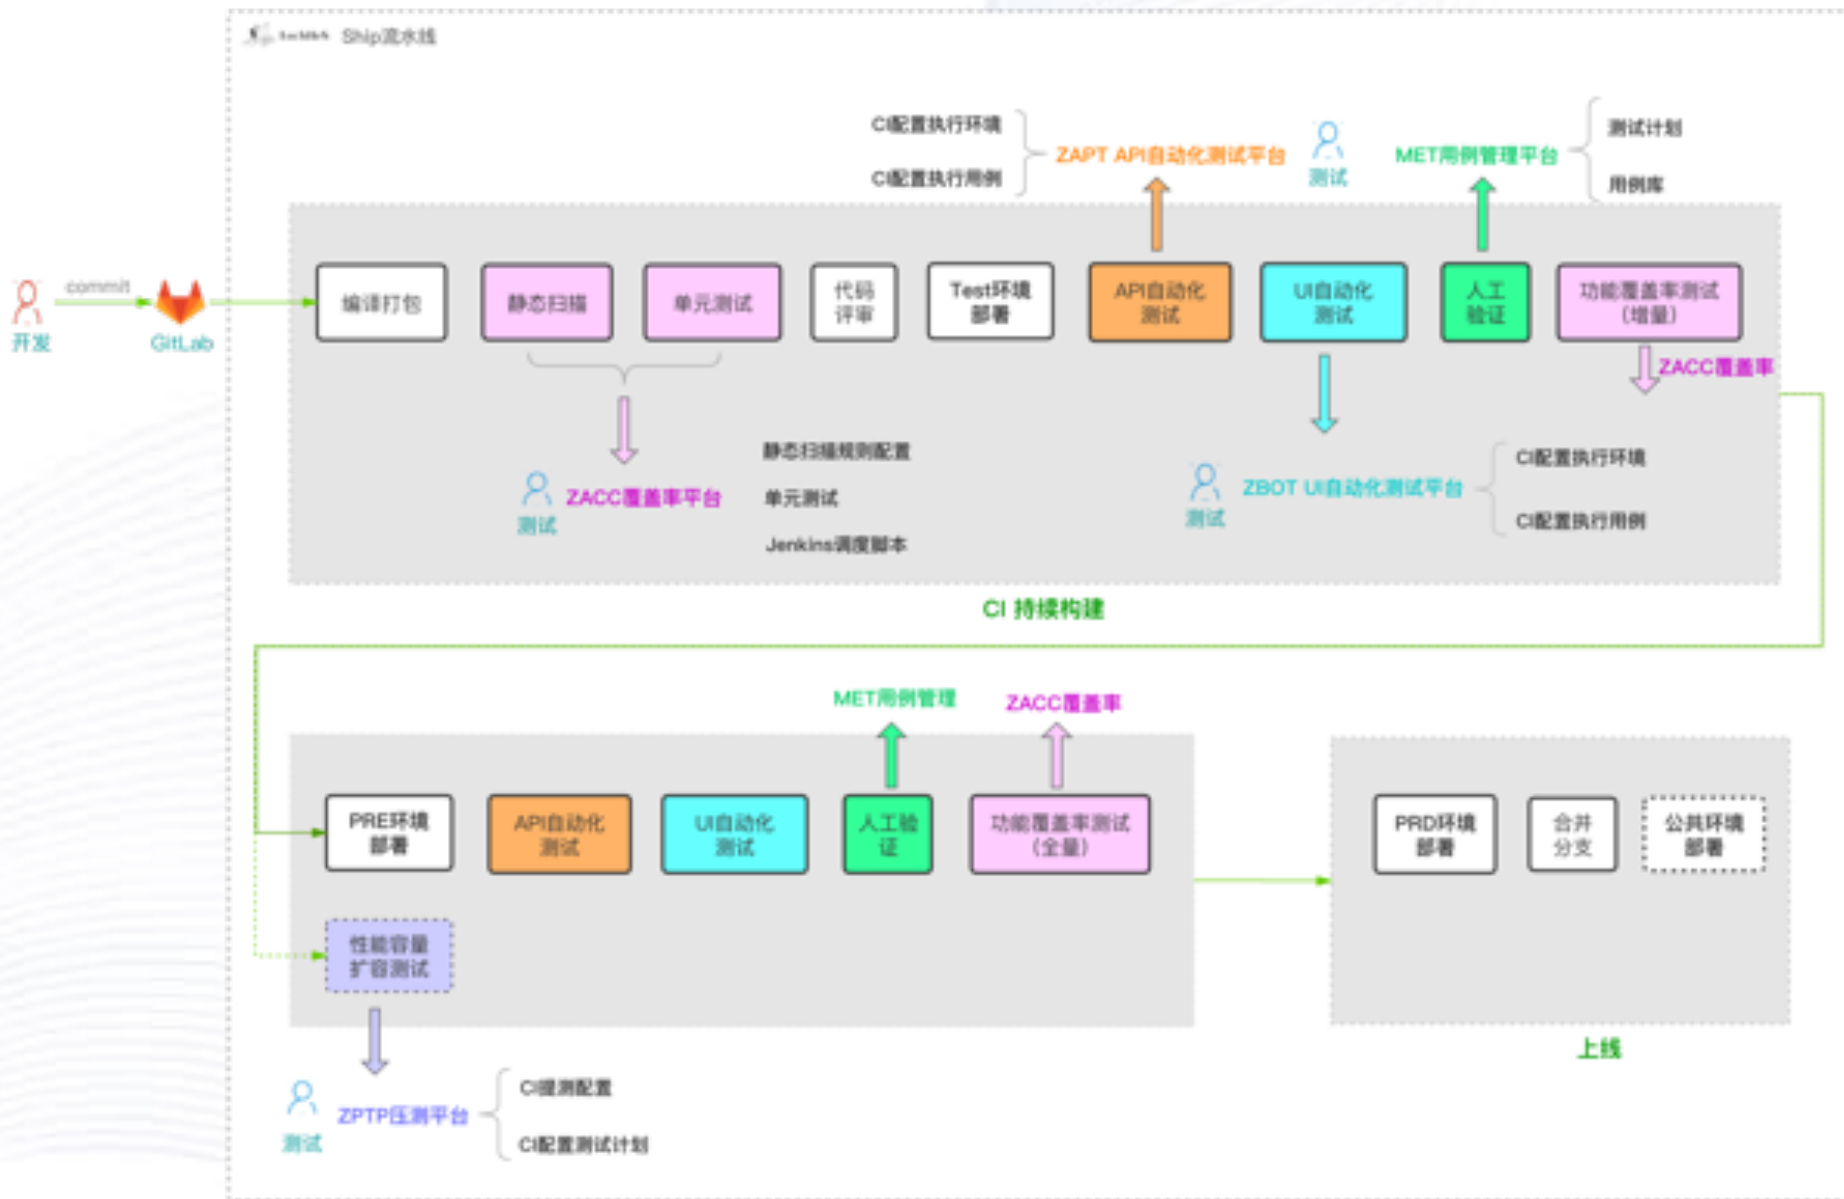 Ship流水线
CI配置执行环境
CI配置执行用例
ZAPT API自动化测试平台
测试
MET用例管理平台
测试计划
用例库
开发
commit
GitLab
编译打包
静态扫描
单元测试
代码
评审
Test环境
部署
API自动化
测试
UI自动化
测试
人工
验证
功能覆盖率测试
(增量)
ZACC覆盖率
测试
ZACC覆盖率平台
静态扫描规则配置
单元测试
Jenkins调度脚本
测试
ZBOT UI自动化测试平台
CI配置执行环境
CI配置执行用例
CI 持续构建
MET用例管理
ZACC覆盖率
PRE环境
部署
API自动化
测试
UI自动化
测试
人工验
证
功能覆盖率测试
(全量)
性能容量
扩容测试
PRD环境
部署
合并
分支
公共环境
部署
上线
测试
ZPTP压测平台
CI提测配置
CI配置测试计划